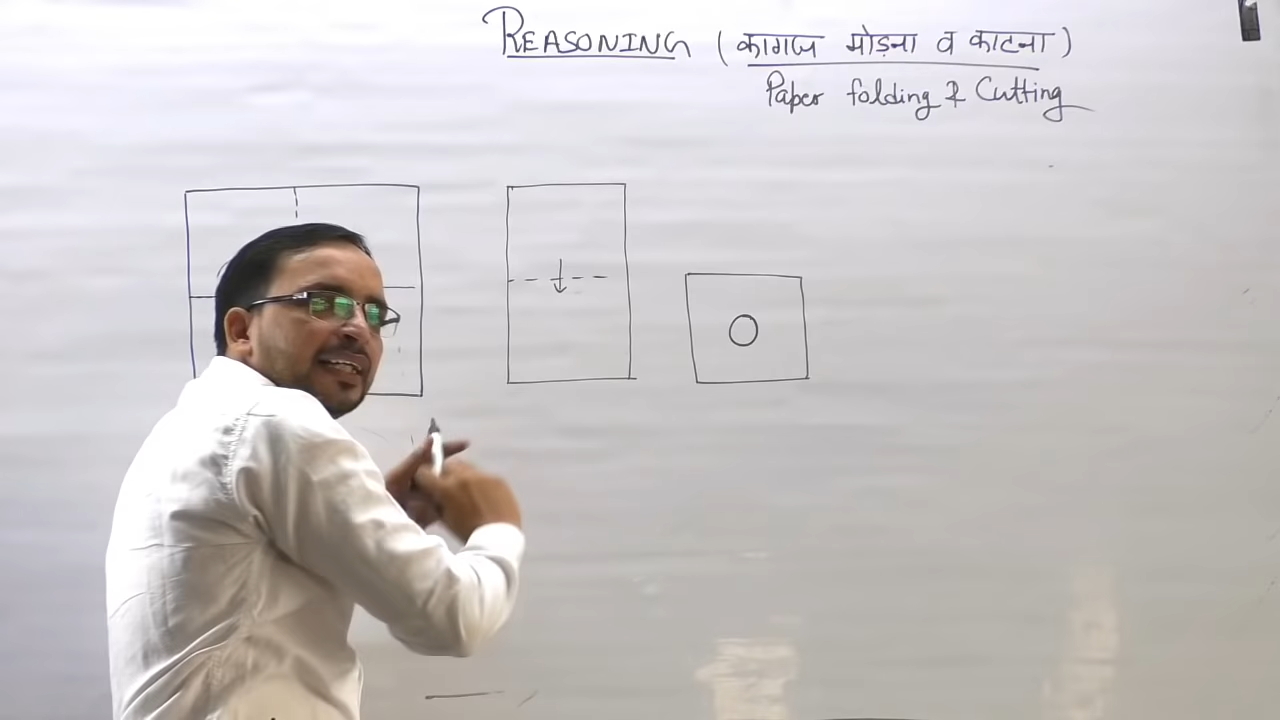 REASONING (कागज मोड़ना व काटना)
Paper folding & Cutting